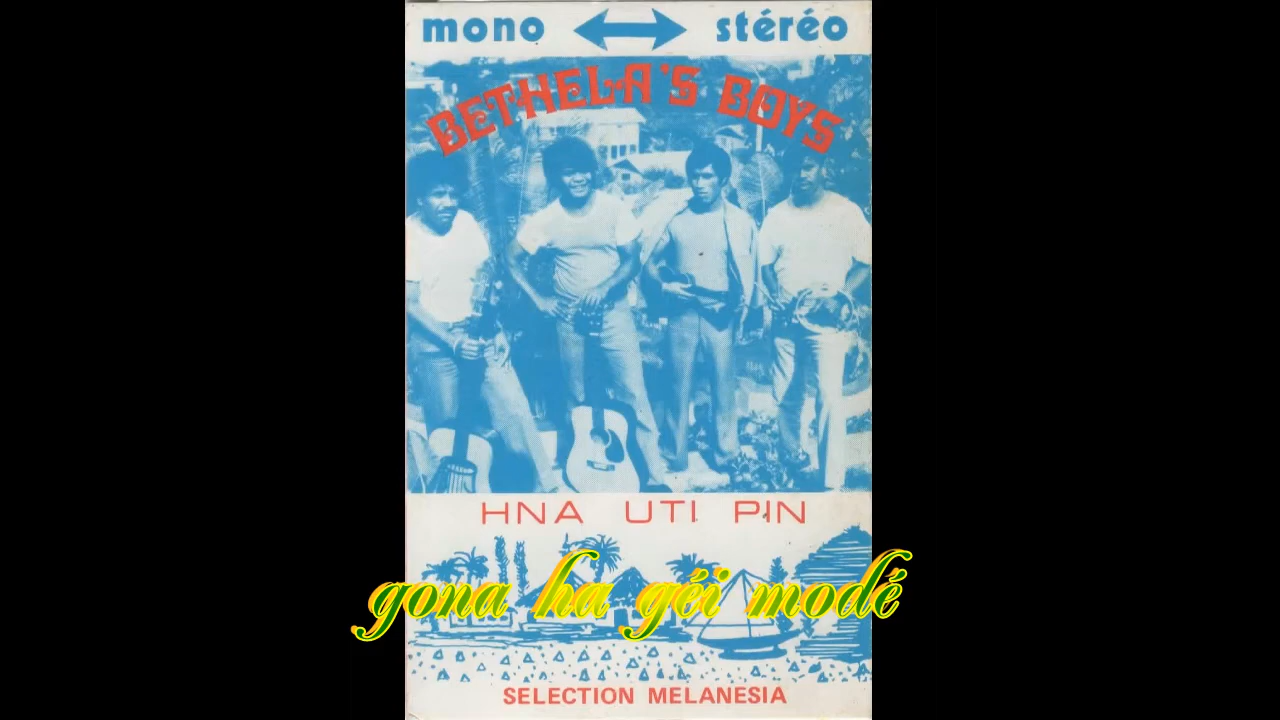 mono stéréo
BETHELA'S BOYS
HNA UTI PIN
gona ha géi modé
SELECTION MELANESIA